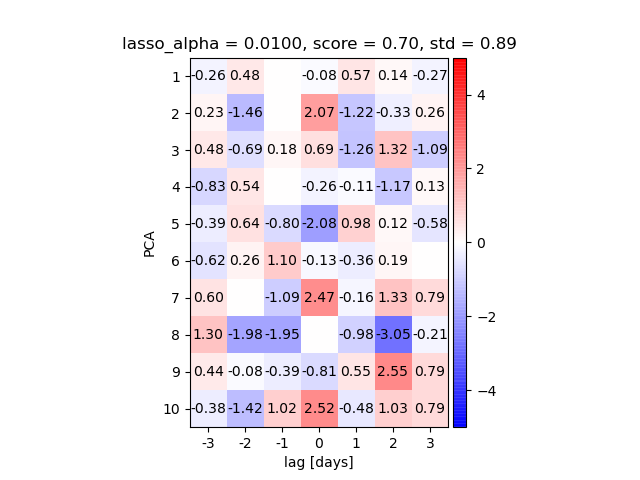 lasso_alpha = 0.0100, score = 0.70, std = 0.89
1 -0.26 0.48 -0.08 0.57 0.14 -0.27
2 0.23 -1.46 2.07 -1.22 -0.33 0.26
3 0.48 -0.69 0.18 0.69 -1.26 1.32 -1.09
4 -0.83 0.54 -0.26 -0.11 -1.17 0.13
5 -0.39 0.64 -0.80 -2.08 0.98 0.12 -0.58
6 -0.62 0.26 1.10 -0.13 -0.36 0.19
7 0.60 -1.09 2.47 -0.16 1.33 0.79
8 1.30 -1.98 -1.95 -0.98 -3.05 -0.21
9 0.44 -0.08 -0.39 -0.81 0.55 2.55 0.79
10 -0.38 -1.42 1.02 2.52 -0.48 1.03 0.79
-3 -2 -1 0 1 2 3
lag [days]
PCA
4
2
0
−2
−4